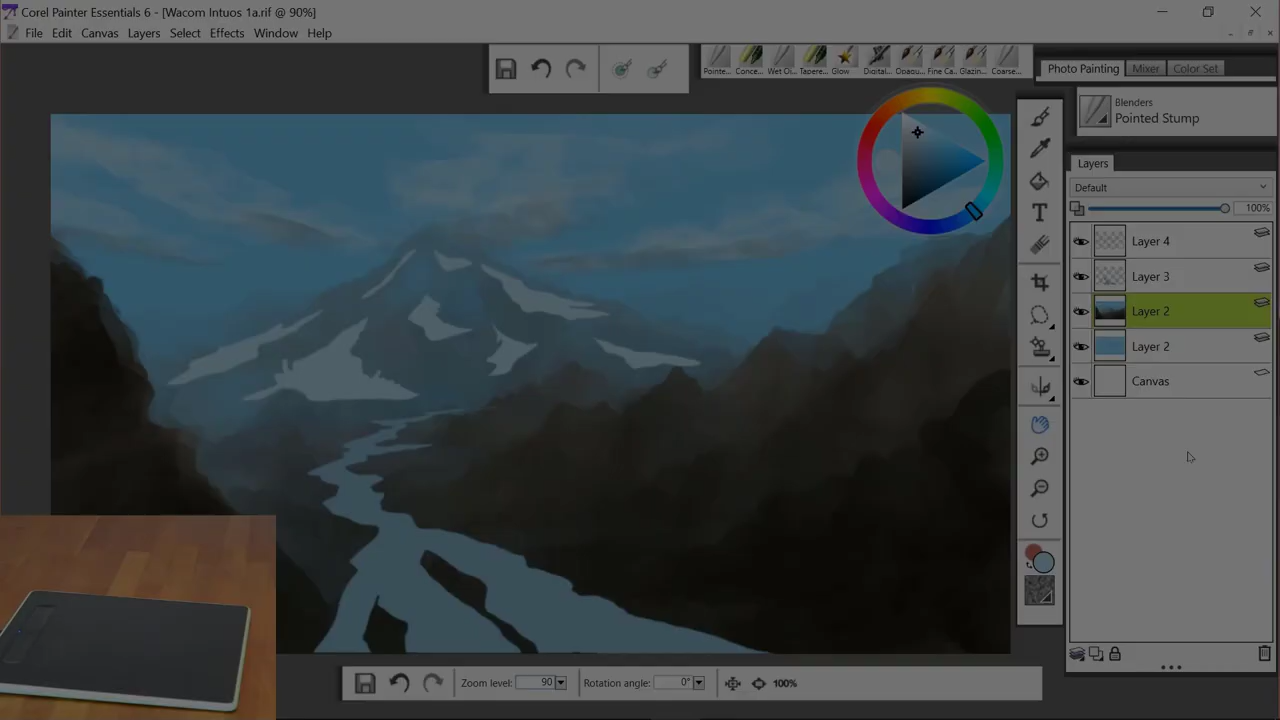 Corel Painter Essentials 6 - [Wacom Intuos 1a.rif @ 90%]
File Edit Canvas Layers Select Effects Window Help
Pointe... Conce... Wet Oi... Tapere... Glow Digital... Opaqu... Fine Ca... Glazin... Coarse...
Photo Painting Mixer Color Set
Blenders
Pointed Stump
Layers
Default
100%
Layer 4
Layer 3
Layer 2
Layer 2
Canvas
Zoom level: 90 Rotation angle: 0° 100%